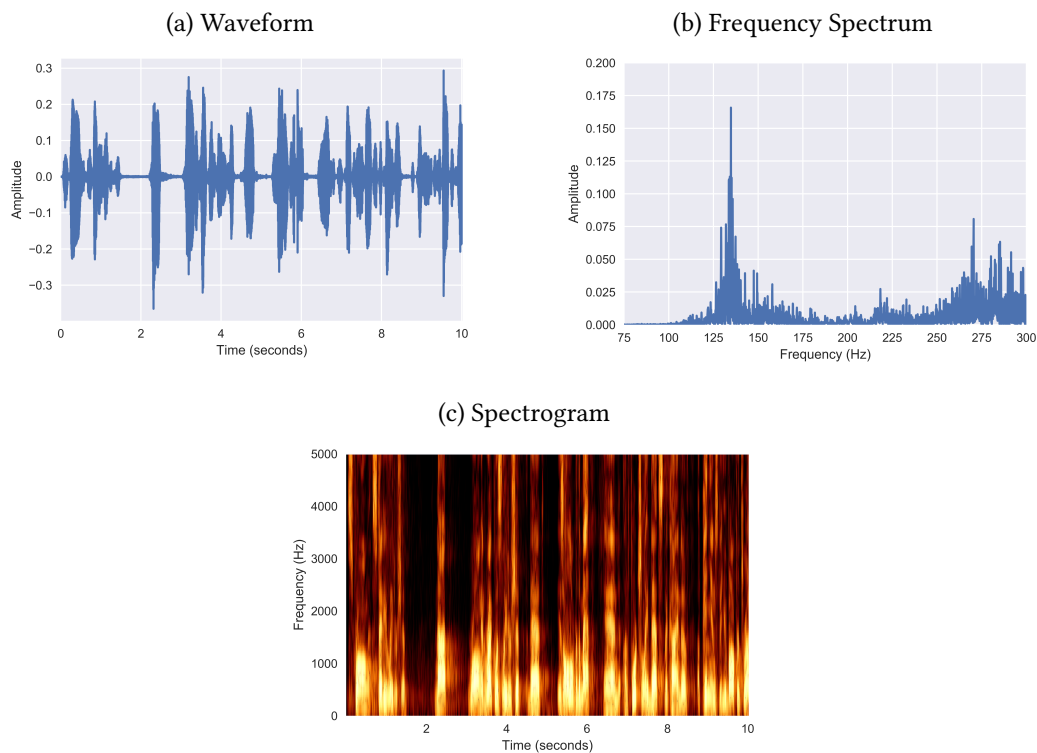 (a) Waveform
0.3
0.2
0.1
0.0
−0.1
−0.2
−0.3
Amplitude
0 2 4 6 8 10
Time (seconds)
(b) Frequency Spectrum
0.200
0.175
0.150
0.125
0.100
0.075
0.050
0.025
0.000
Amplitude
75 100 125 150 175 200 225 250 275 300
Frequency (Hz)
(c) Spectrogram
5000
4000
3000
2000
1000
0
Frequency (Hz)
2 4 6 8 10
Time (seconds)